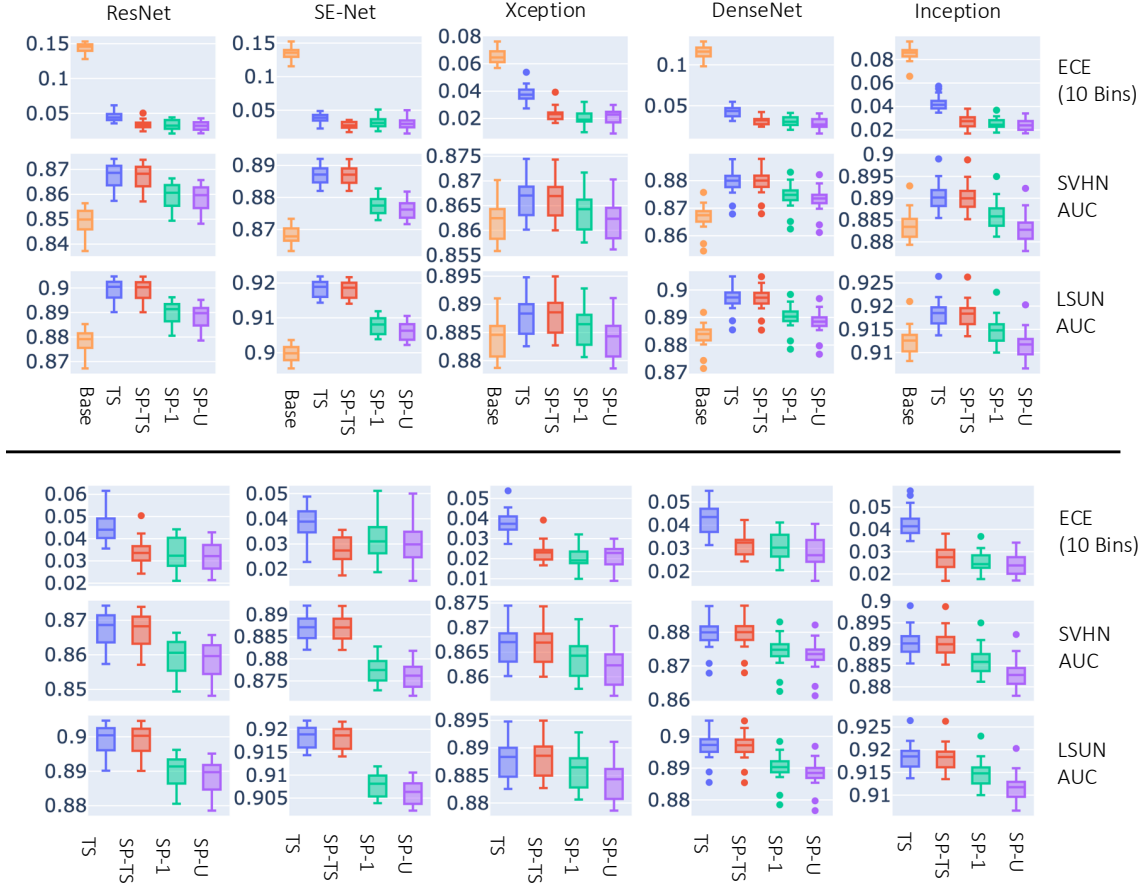 ResNet SE-Net Xception DenseNet Inception
0.15 0.15 0.08 0.1 0.08
0.05 0.05 0.06 0.05 0.06
0.04 0.04
0.02 0.02
ECE
(10 Bins)
0.87 0.89 0.875 0.88 0.9
0.86 0.88 0.865 0.87 0.895
0.85 0.87 0.855 0.86 0.89
0.84 0.885
0.88
SVHN
AUC
0.9 0.92 0.895 0.9 0.925
0.89 0.91 0.89 0.89 0.92
0.88 0.9 0.885 0.88 0.915
0.87 0.88 0.87 0.91
LSUN
AUC
Base TS SP-TS SP-1 SP-U Base TS SP-TS SP-1 SP-U Base TS SP-TS SP-1 SP-U Base TS SP-TS SP-1 SP-U Base TS SP-TS SP-1 SP-U
0.06 0.05 0.05 0.05 0.05
0.05 0.04 0.04 0.04 0.04
0.04 0.03 0.03 0.03 0.03
0.03 0.02 0.02 0.02 0.02
0.02 0.01
ECE
(10 Bins)
0.87 0.89 0.875 0.88 0.9
0.86 0.885 0.87 0.87 0.895
0.85 0.88 0.865 0.86 0.89
0.875 0.86 0.885
0.88
SVHN
AUC
0.9 0.92 0.895 0.9 0.925
0.89 0.915 0.89 0.89 0.92
0.88 0.91 0.885 0.88 0.915
0.905 0.88 0.91
LSUN
AUC
TS SP-TS SP-1 SP-U TS SP-TS SP-1 SP-U TS SP-TS SP-1 SP-U TS SP-TS SP-1 SP-U TS SP-TS SP-1 SP-U